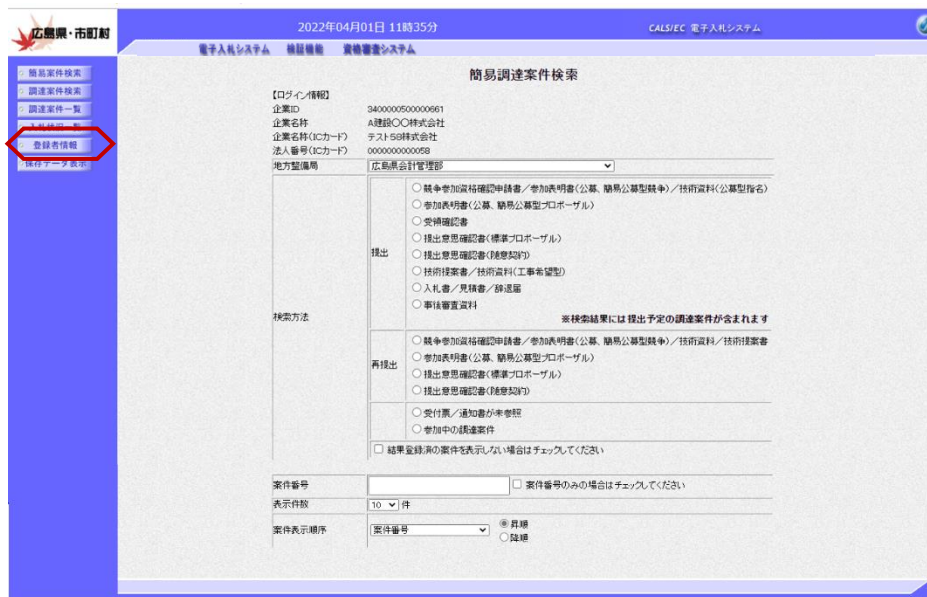 広島県・市町村
2022年04月01日 11時35分
CALS/EC 電子入札システム
電子入札システム 検証機能 資格審査システム
簡易案件検索
調達案件検索
調達案件一覧
入札状況一覧
登録者情報
保存データ表示
簡易調達案件検索
【ログイン情報】
企業ID 3400000500000661
企業名称 A建設〇〇株式会社
企業名称(ICカード) テスト58株式会社
法人番号(ICカード) 0000000000058
地方整備局 広島県会計管理部
検索方法
提出
競争参加資格確認申請書/参加表明書(公募、簡易公募型競争)/技術資料(公募型指名)
参加表明書(公募、簡易公募型プロポーザル)
受領確認書
提出意思確認書(標準プロポーザル)
提出意思確認書(随意契約)
技術提案書/技術資料(工事希望型)
入札書/見積書/辞退届
事後審査資料
※検索結果には提出予定の調達案件が含まれます
再提出
競争参加資格確認申請書/参加表明書(公募、簡易公募型競争)/技術資料/技術提案書
参加表明書(公募、簡易公募型プロポーザル)
提出意思確認書(標準プロポーザル)
提出意思確認書(随意契約)
受付票/通知書が未参照
参加中の調達案件
結果登録済の案件を表示しない場合はチェックしてください
案件番号 案件番号のみの場合はチェックしてください
表示件数 10 件
案件表示順序 案件番号 昇順
降順